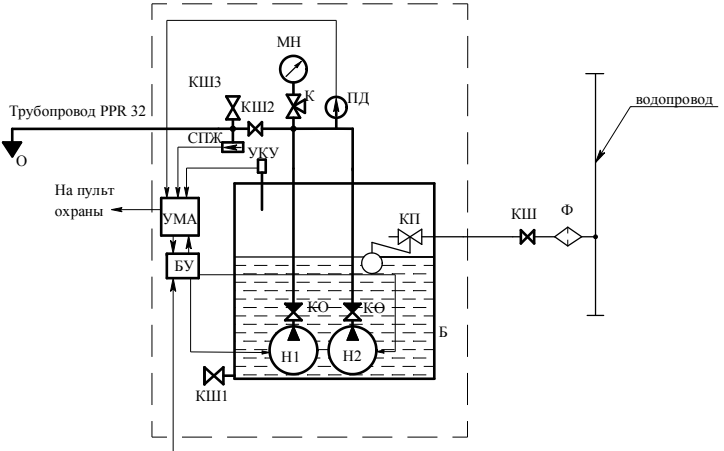 МН
КШ3
К
КШ2
ПД
Трубопровод PPR 32
водопровод
СПЖ
О
УКУ
На пульт
охраны
УМА
КП
КШ
Ф
БУ
КО
КО
Б
Н1
Н2
КШ1